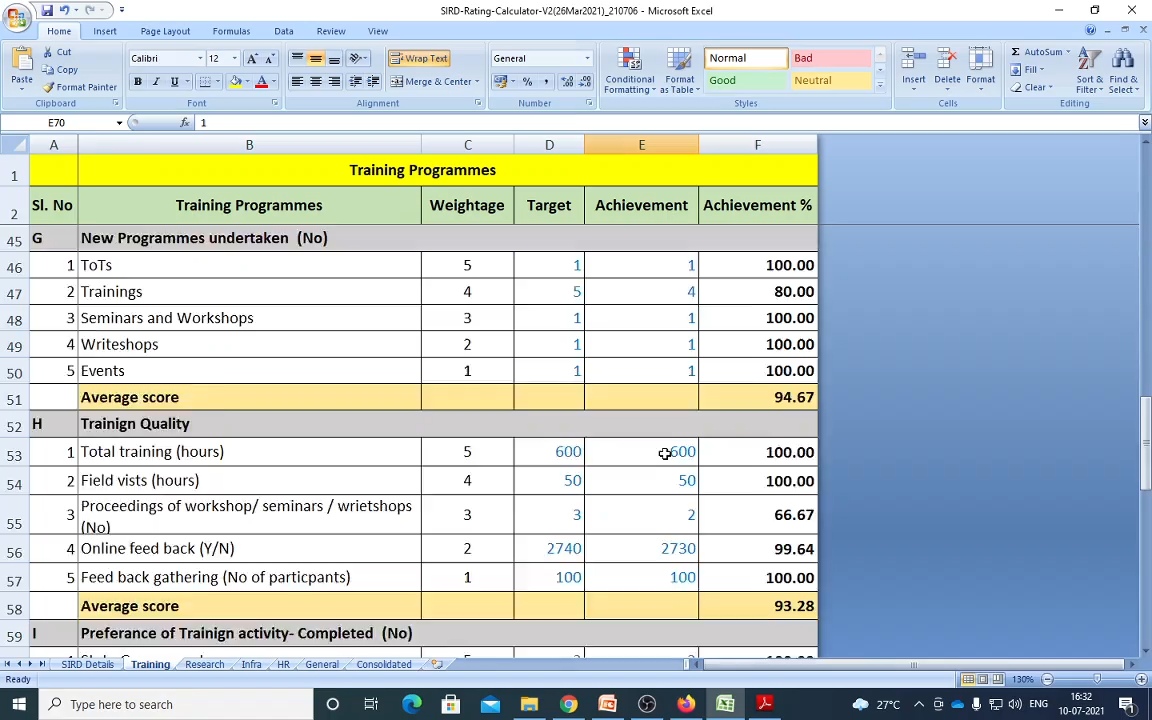 SIRD-Rating-Calculator-V2(26Mar2021)_210706 - Microsoft Excel
Home Insert Page Layout Formulas Data Review View
Paste
Cut
Copy
Format Painter
Clipboard
Calibri 12
B I U
Font
Wrap Text
Merge & Center
Alignment
General
Number
Conditional Formatting
Format as Table
Normal Bad
Good Neutral
Styles
Insert Delete Format
Cells
AutoSum
Fill
Clear
Sort & Filter
Find & Select
Editing
E70 fx 1
A B C D E F
1 Training Programmes
2 Sl. No Training Programmes Weightage Target Achievement Achievement %
45 G New Programmes undertaken (No)
46 1 ToTs 5 1 1 100.00
47 2 Trainings 4 5 4 80.00
48 3 Seminars and Workshops 3 1 1 100.00
49 4 Writeshops 2 1 1 100.00
50 5 Events 1 1 1 100.00
51 Average score 94.67
52 H Trainign Quality
53 1 Total training (hours) 5 600 600 100.00
54 2 Field vists (hours) 4 50 50 100.00
55 3 Proceedings of workshop/ seminars / wrietshops (No) 3 3 2 66.67
56 4 Online feed back (Y/N) 2 2740 2730 99.64
57 5 Feed back gathering (No of particpants) 1 100 100 100.00
58 Average score 93.28
59 I Preferance of Trainign activity- Completed (No)
SIRD Details Training Research Infra HR General Consolidated
Ready 130%
Type here to search
27°C ENG
16:32
10-07-2021